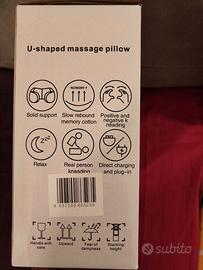 U-shaped massage pillow
Solid support
Slow rebound
memory cotton
Positive and
negative k
neading
Relax
Real person
kneading
Direct charging
and plug-in
Handle with
care
Upward
Fear of
dampness
Stacking
height
subito